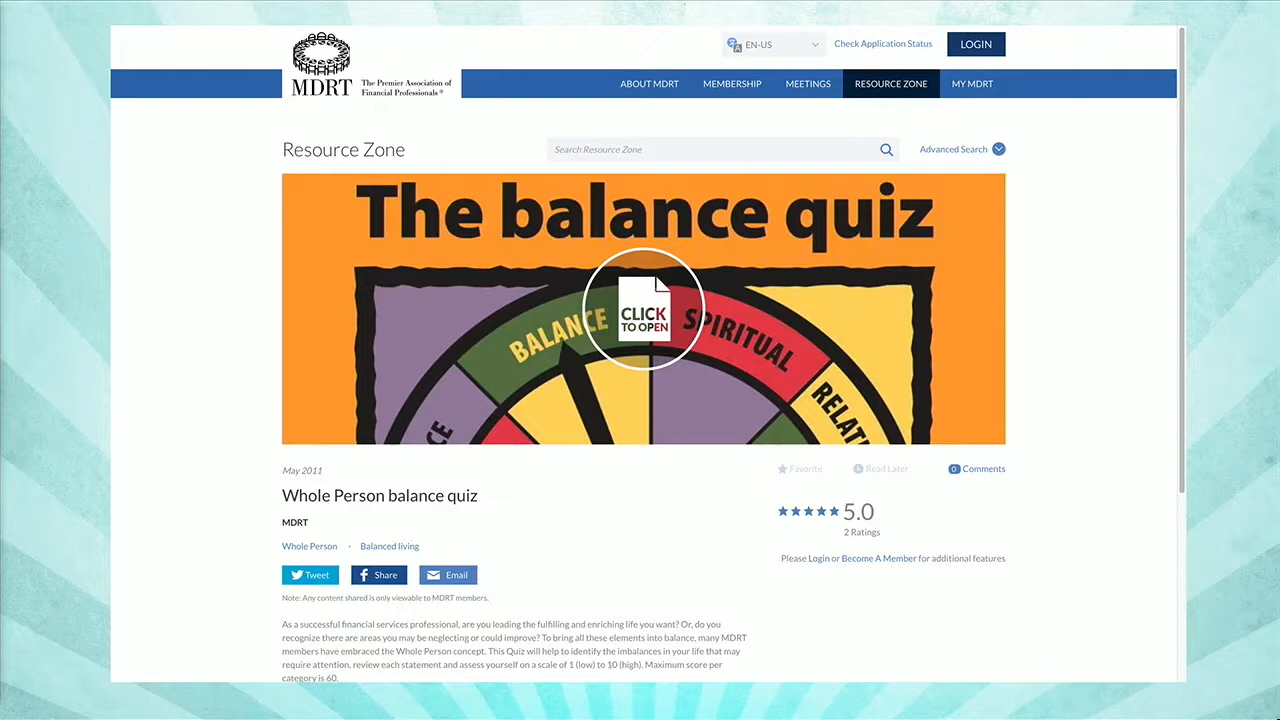 EN-US
Check Application Status
LOGIN
MDRT
The Premier Association of
Financial Professionals ®
ABOUT MDRT
MEMBERSHIP
MEETINGS
RESOURCE ZONE
MY MDRT
Resource Zone
Search Resource Zone
Advanced Search
The balance quiz
BALANCE
CLICK
TO OPEN
SPIRITUAL
RELATI
CE
May 2011
Favorite
Read Later
0 Comments
Whole Person balance quiz
5.0
2 Ratings
MDRT
Whole Person · Balanced living
Please Login or Become A Member for additional features
Tweet
Share
Email
Note: Any content shared is only viewable to MDRT members.
As a successful financial services professional, are you leading the fulfilling and enriching life you want? Or, do you
recognize there are areas you may be neglecting or could improve? To bring all these elements into balance, many MDRT
members have embraced the Whole Person concept. This Quiz will help to identify the imbalances in your life that may
require attention, review each statement and assess yourself on a scale of 1 (low) to 10 (high). Maximum score per
category is 60.